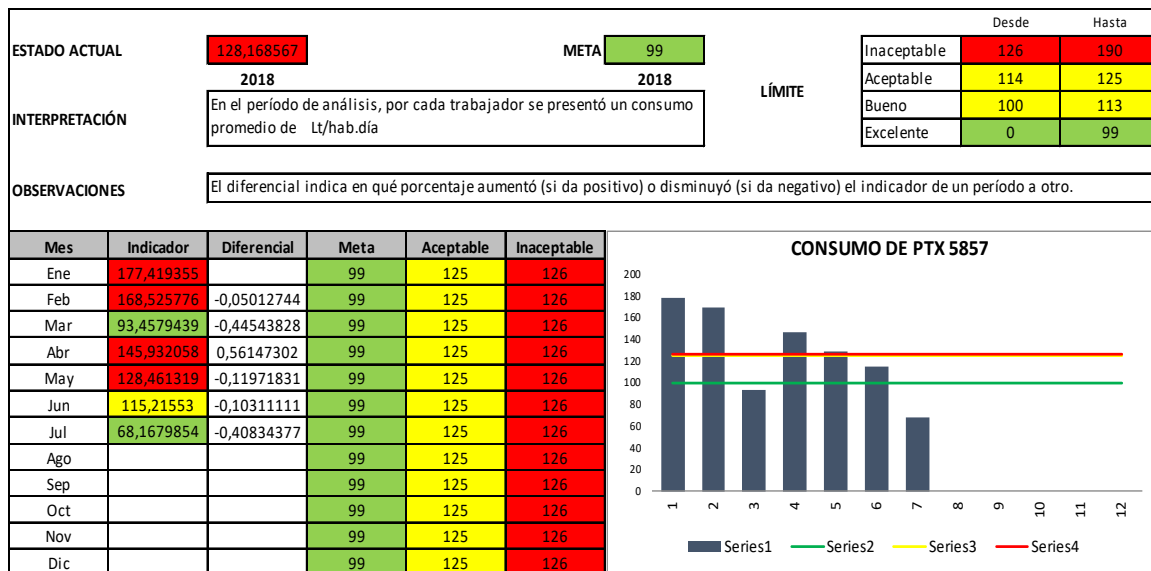 Desde Hasta
ESTADO ACTUAL 128,168567 META 99 Inaceptable 126 190
2018 2018 LÍMITE Aceptable 114 125
INTERPRETACIÓN En el período de análisis, por cada trabajador se presentó un consumo Bueno 100 113
promedio de Lt/hab.día Excelente 0 99
OBSERVACIONES El diferencial indica en qué porcentaje aumentó (si da positivo) o disminuyó (si da negativo) el indicador de un período a otro.
Mes Indicador Diferencial Meta Aceptable Inaceptable
Ene 177,419355 99 125 126
Feb 168,525776 -0,05012744 99 125 126
Mar 93,4579439 -0,44543828 99 125 126
Abr 145,932058 0,56147302 99 125 126
May 128,461319 -0,11971831 99 125 126
Jun 115,21553 -0,10311111 99 125 126
Jul 68,1679854 -0,40834377 99 125 126
Ago 99 125 126
Sep 99 125 126
Oct 99 125 126
Nov 99 125 126
Dic 99 125 126
CONSUMO DE PTX 5857
200
180
160
140
120
100
80
60
40
20
0
1 2 3 4 5 6 7 8 9 10 11 12
Series1 Series2 Series3 Series4